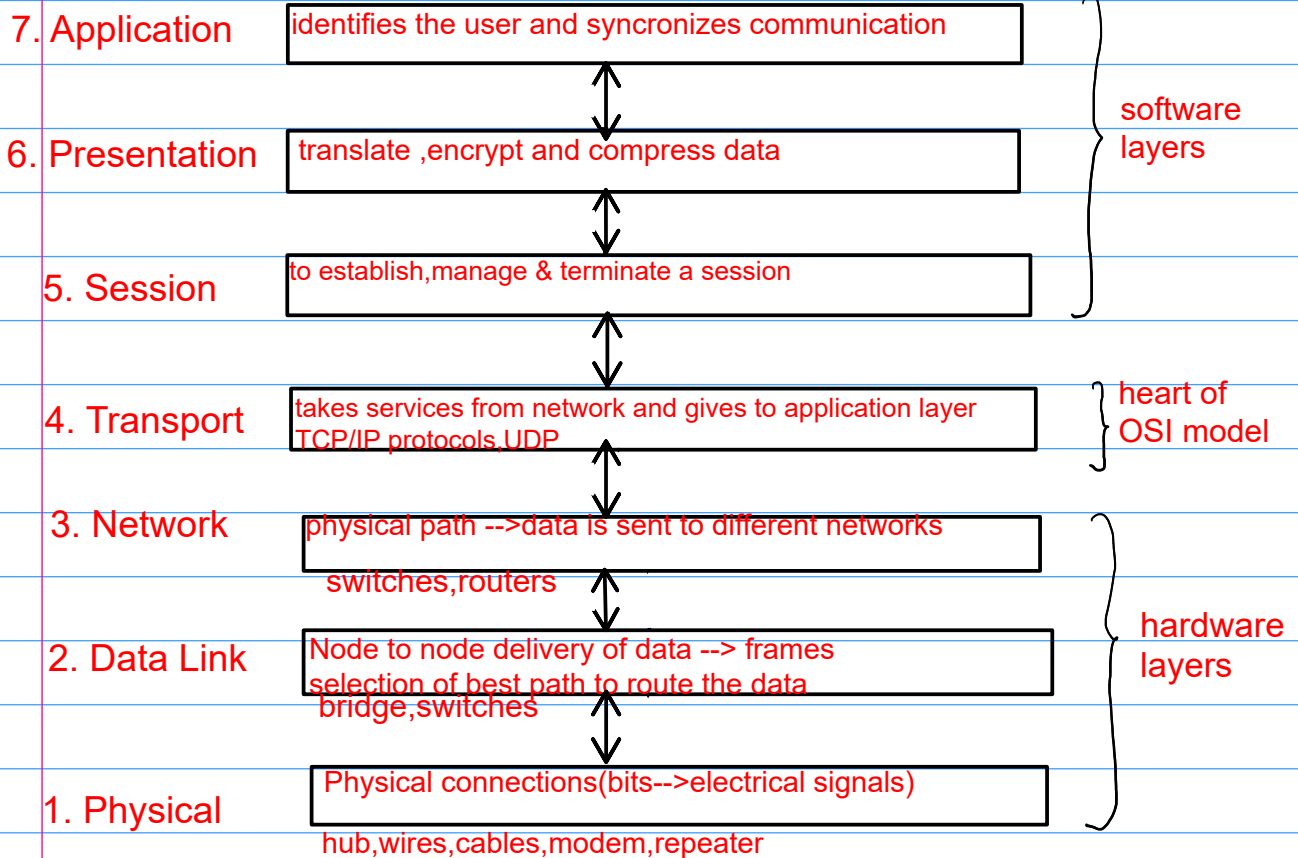 7. Application
identifies the user and syncronizes communication
software
layers
6. Presentation
translate ,encrypt and compress data
5. Session
to establish,manage & terminate a session
4. Transport
takes services from network and gives to application layer
TCP/IP protocols,UDP
heart of
OSI model
3. Network
physical path -->data is sent to different networks
switches,routers
hardware
layers
2. Data Link
Node to node delivery of data --> frames
selection of best path to route the data
bridge,switches
1. Physical
Physical connections(bits-->electrical signals)
hub,wires,cables,modem,repeater